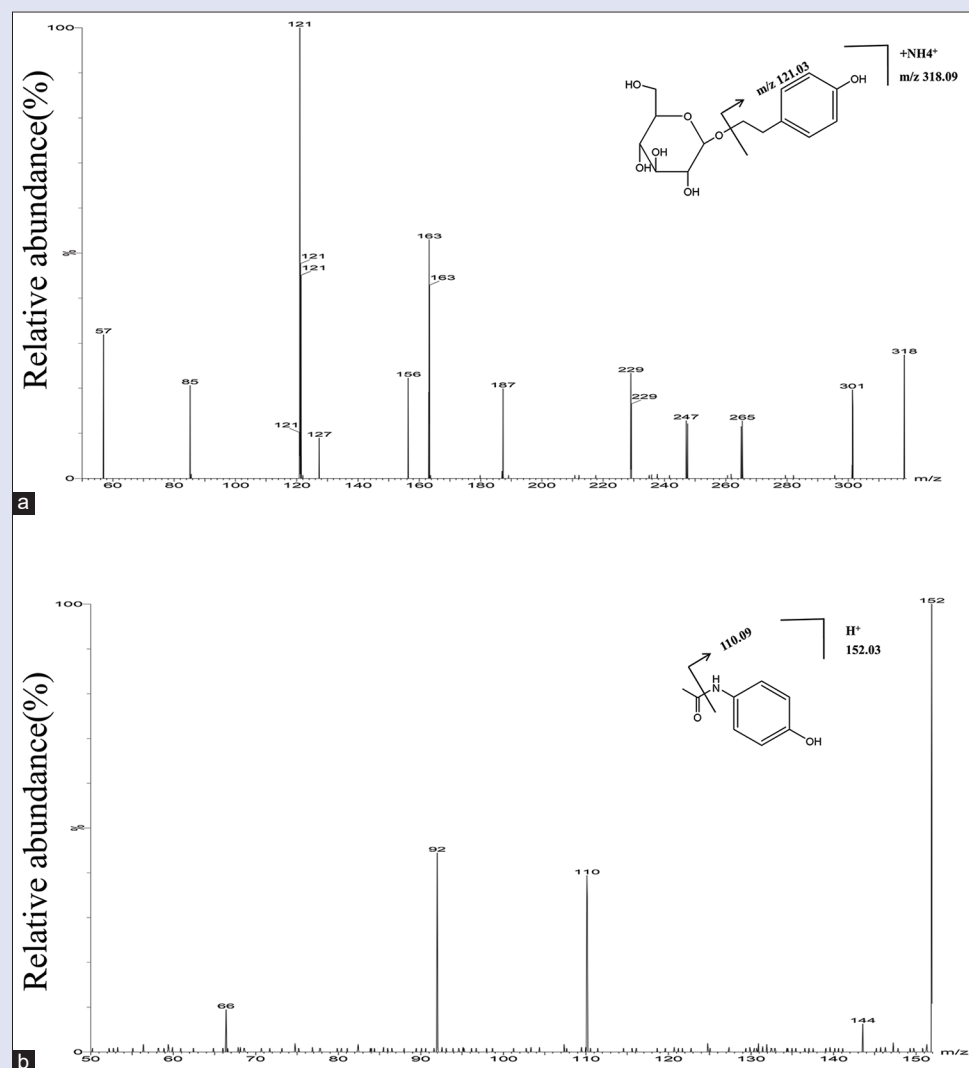 Relative abundance(%)
100
%
0
121
121
121
121
57
85
127
156
163
163
187
229
229
247
265
301
318
60 80 100 120 140 160 180 200 220 240 260 280 300 m/z
+NH4⁺
m/z 318.09
m/z 121.03
HO
O
O
OH
OH
OH
OH
a
Relative abundance(%)
100
%
0
152
92
110
66
144
50 60 70 80 90 100 110 120 130 140 150 m/z
H⁺
152.03
110.09
H
N
O
OH
b